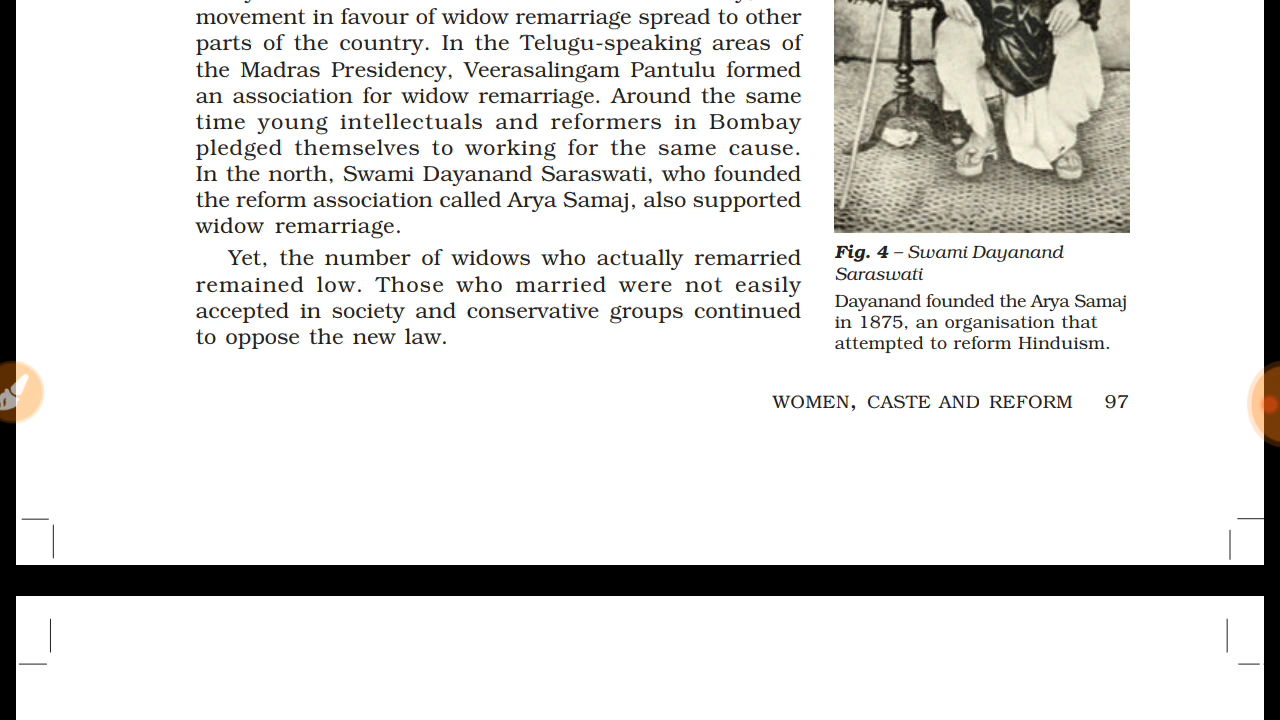 movement in favour of widow remarriage spread to other
parts of the country. In the Telugu-speaking areas of
the Madras Presidency, Veerasalingam Pantulu formed
an association for widow remarriage. Around the same
time young intellectuals and reformers in Bombay
pledged themselves to working for the same cause.
In the north, Swami Dayanand Saraswati, who founded
the reform association called Arya Samaj, also supported
widow remarriage.
Yet, the number of widows who actually remarried
remained low. Those who married were not easily
accepted in society and conservative groups continued
to oppose the new law.
Fig. 4 – Swami Dayanand
Saraswati
Dayanand founded the Arya Samaj
in 1875, an organisation that
attempted to reform Hinduism.
WOMEN, CASTE AND REFORM 97